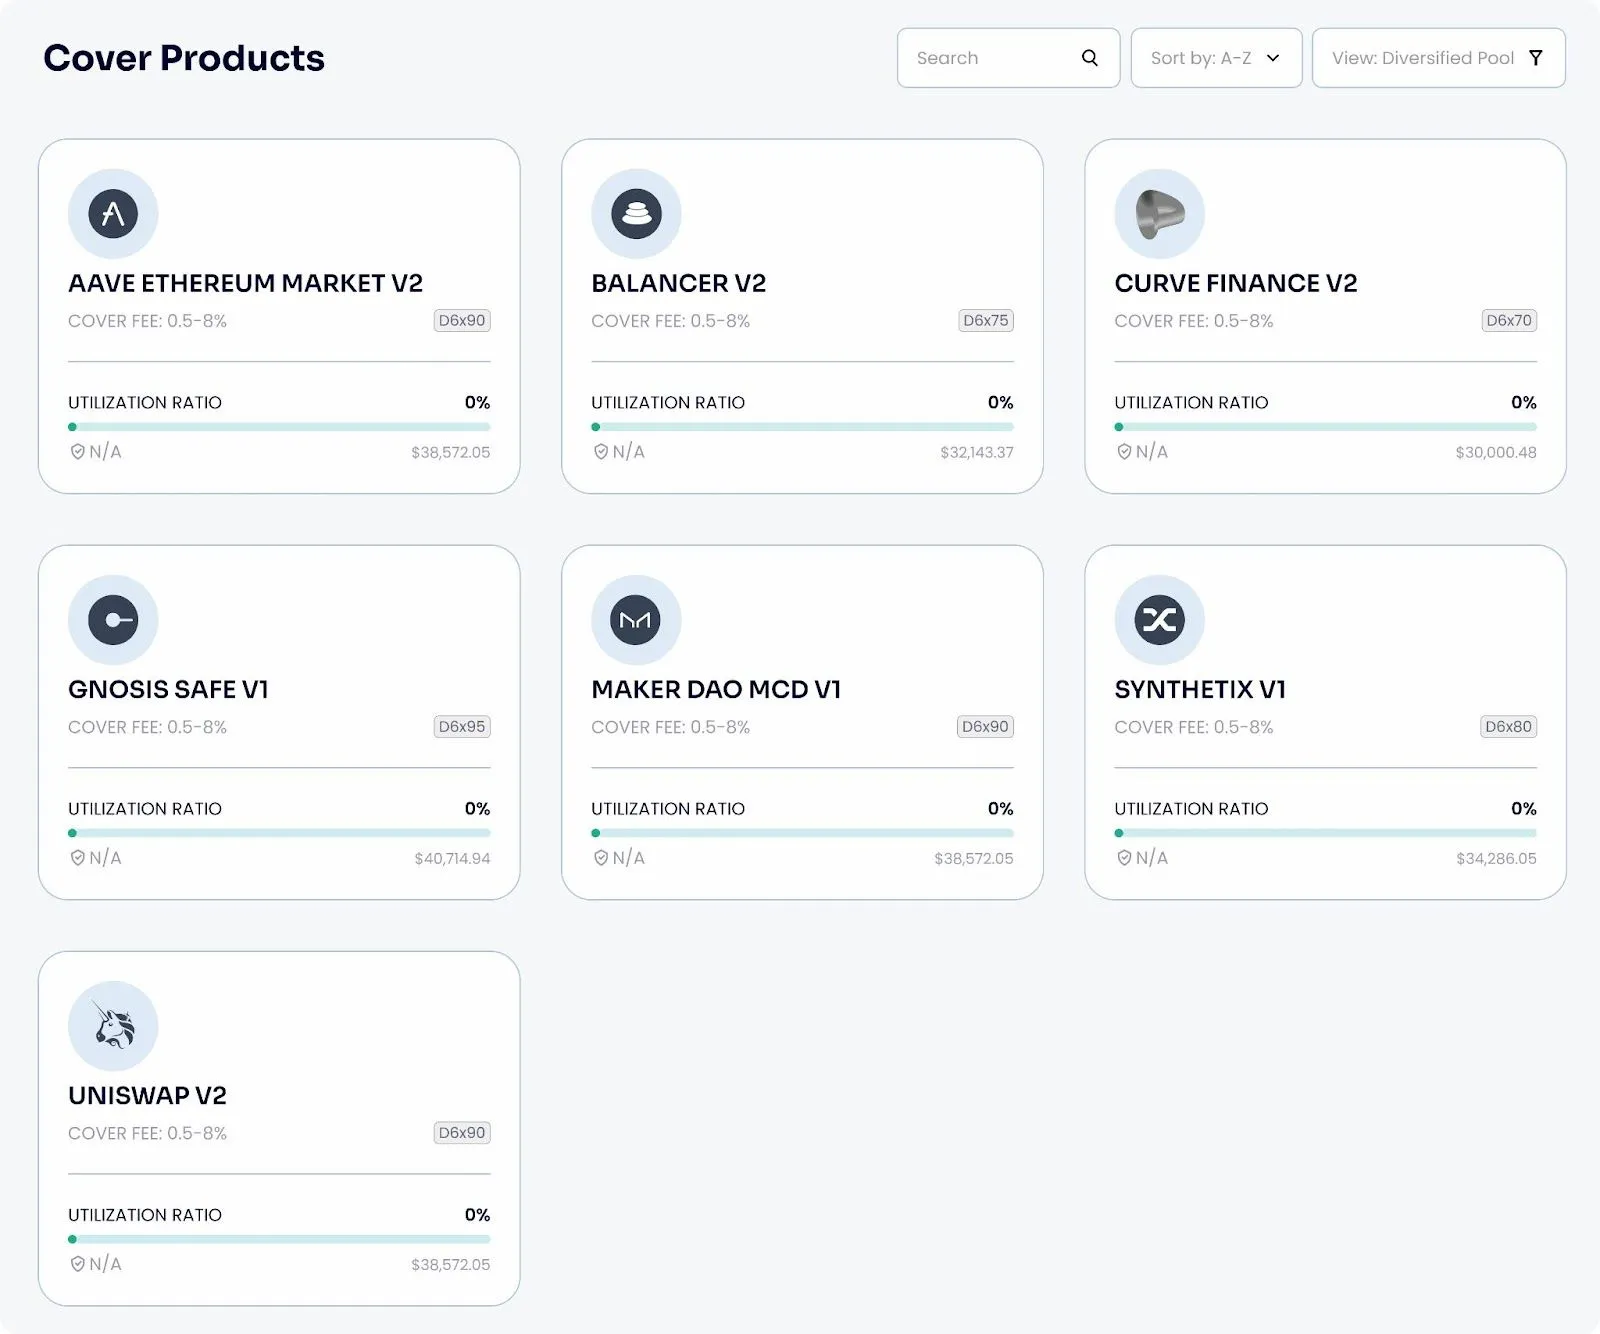 Cover Products
Search
Sort by: A-Z
View: Diversified Pool
AAVE ETHEREUM MARKET V2
COVER FEE: 0.5-8%
D6x90
UTILIZATION RATIO
0%
N/A
$38,572.05
BALANCER V2
COVER FEE: 0.5-8%
D6x75
UTILIZATION RATIO
0%
N/A
$32,143.37
CURVE FINANCE V2
COVER FEE: 0.5-8%
D6x70
UTILIZATION RATIO
0%
N/A
$30,000.48
GNOSIS SAFE V1
COVER FEE: 0.5-8%
D6x95
UTILIZATION RATIO
0%
N/A
$40,714.94
MAKER DAO MCD V1
COVER FEE: 0.5-8%
D6x90
UTILIZATION RATIO
0%
N/A
$38,572.05
SYNTHETIX V1
COVER FEE: 0.5-8%
D6x80
UTILIZATION RATIO
0%
N/A
$34,286.05
UNISWAP V2
COVER FEE: 0.5-8%
D6x90
UTILIZATION RATIO
0%
N/A
$38,572.05